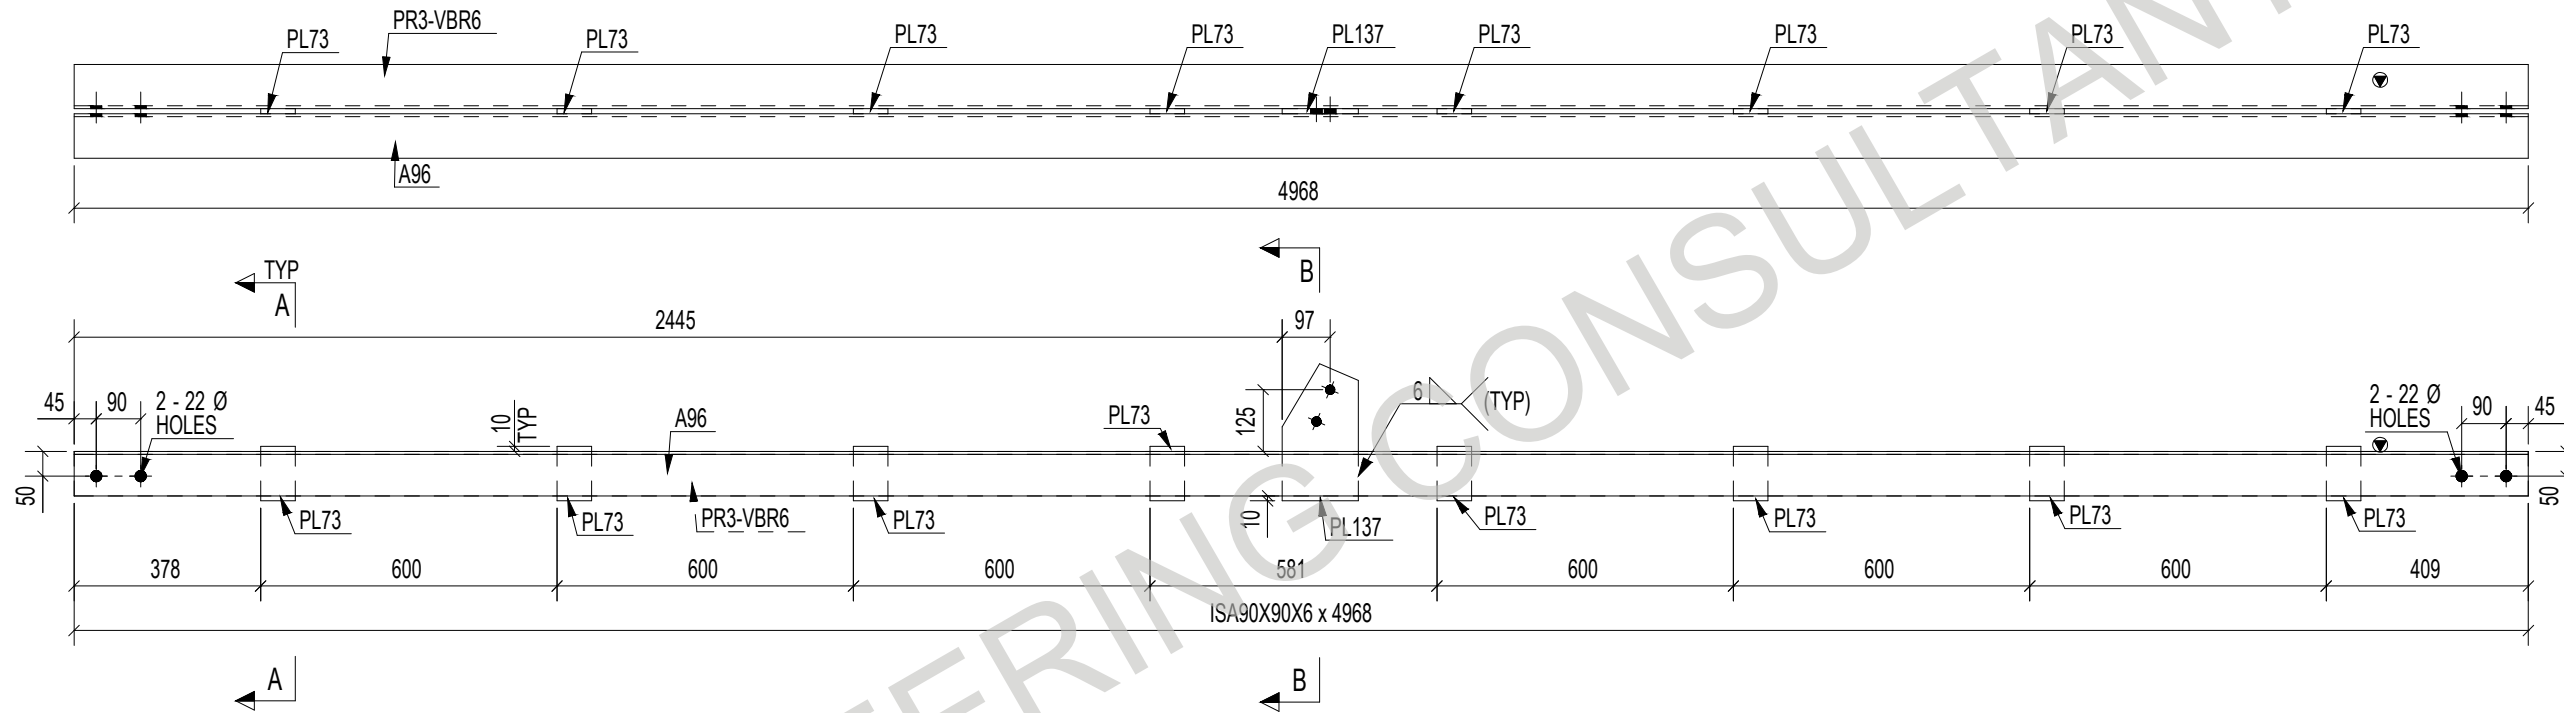 PR3-VBR6
PL73
PL73
PL73
PL73
PL137
PL73
PL73
PL73
PL73
A96
4968
TYP
A
B
2445
97
45
90
2 - 22 Ø
HOLES
10
TYP
A96
PL73
125
6
(TYP)
2 - 22 Ø
HOLES
90
45
50
PL73
PL73
PR3-VBR6
PL73
10
PL137
PL73
PL73
PL73
PL73
50
378
600
600
600
581
600
600
600
409
ISA90X90X6 x 4968
A
B
EERING CONSULTANT